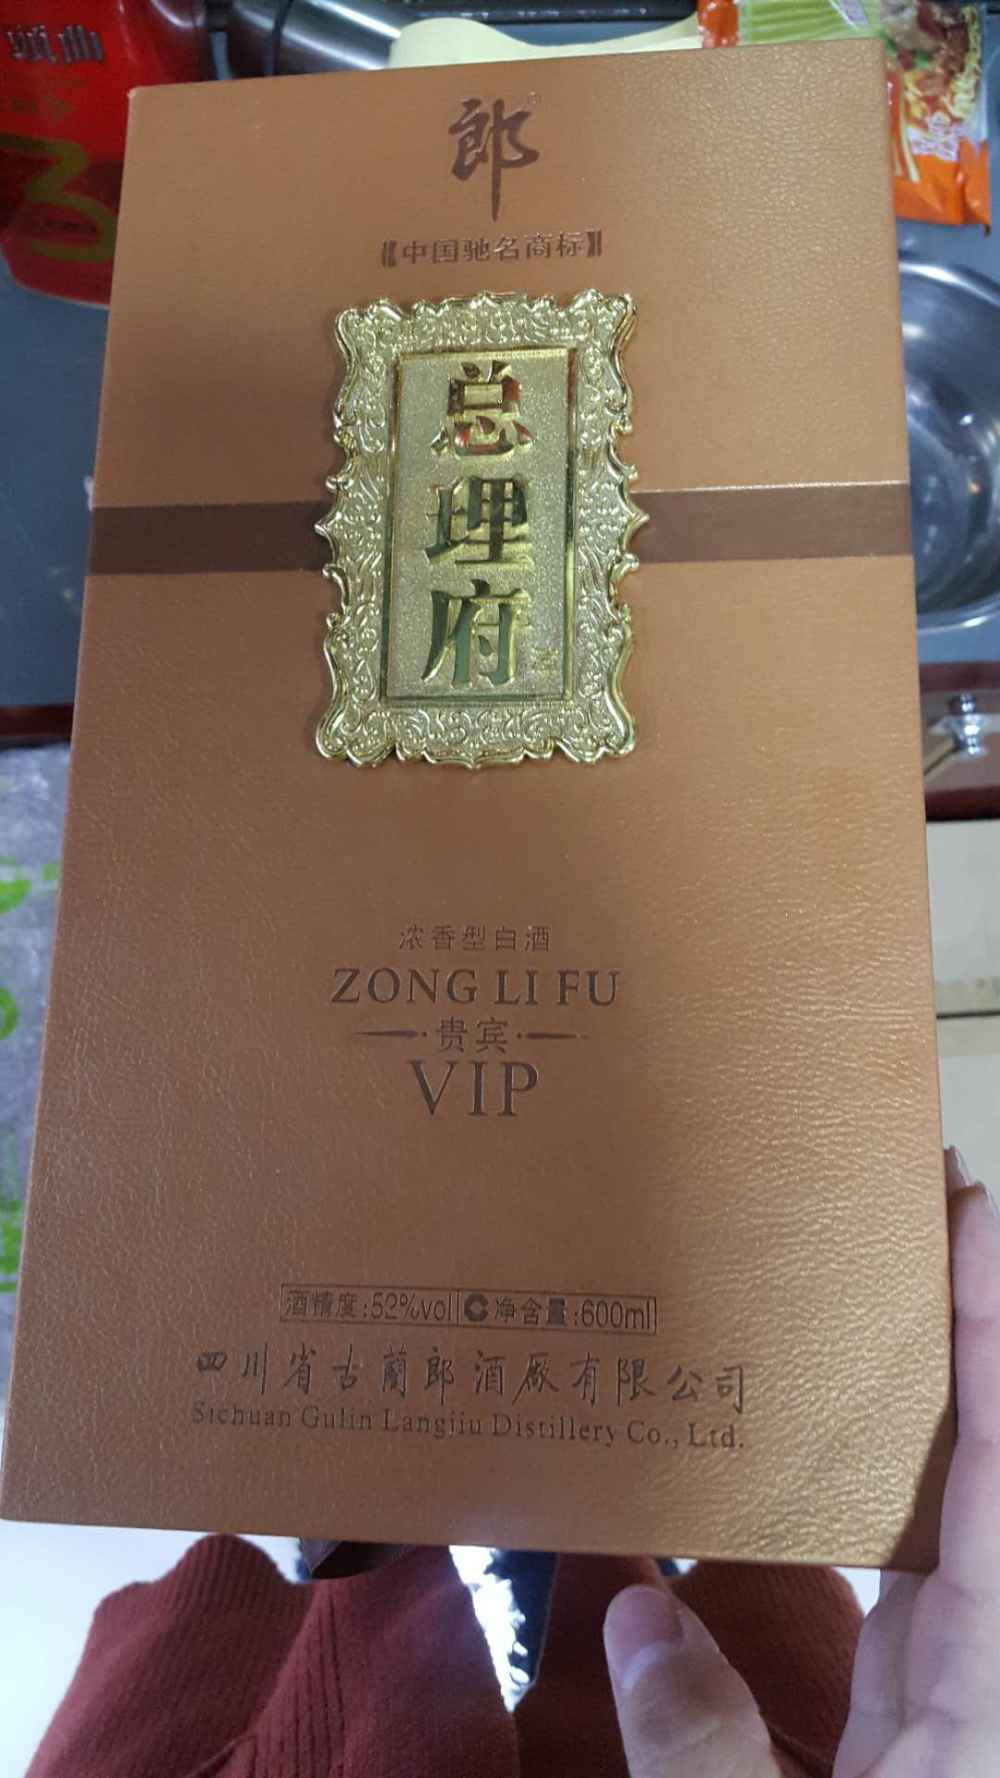 郎
【中国驰名商标】
总
理
府
浓香型白酒
ZONG LI FU
·贵宾·
VIP
酒精度:52%vol C 净含量:600ml
四川省古蔺郎酒厰有限公司
Sichuan Gulin Langjiu Distillery Co., Ltd.